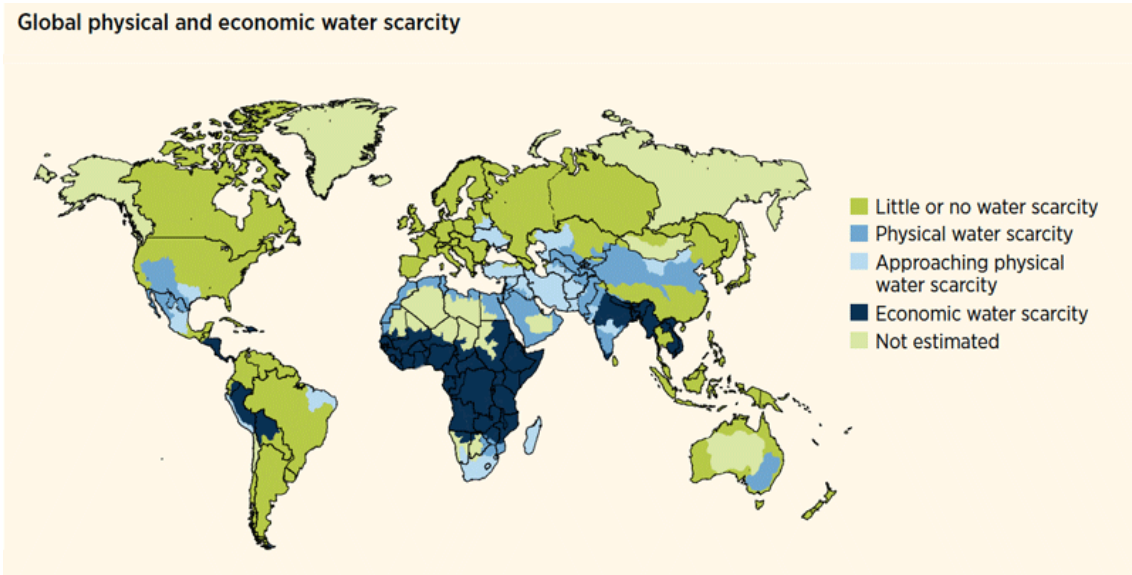 Global physical and economic water scarcity
Little or no water scarcity
Physical water scarcity
Approaching physical
water scarcity
Economic water scarcity
Not estimated